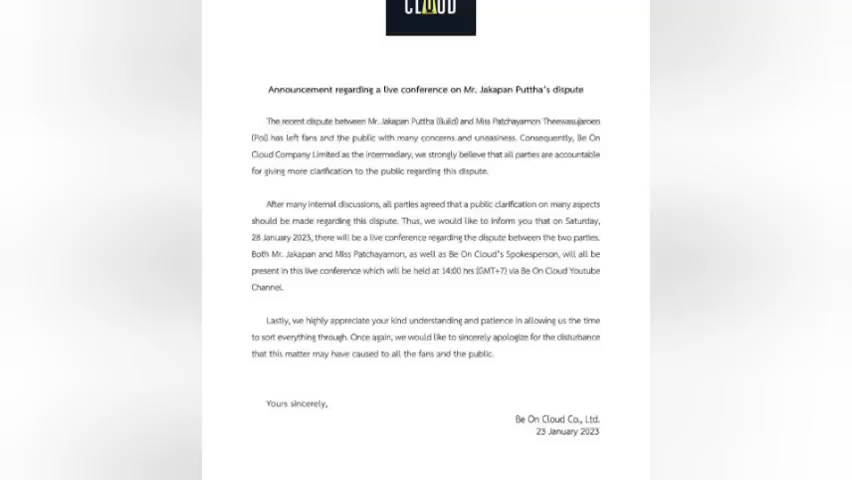 CLOUD
Announcement regarding a live conference on Mr. Jakapan Puttha's dispute
The recent dispute between Mr. Jakapan Puttha (Build) and Miss Patchayamon Theewasujaroen
(Poi) has left fans and the public with many concerns and uneasiness. Consequently, Be On
Cloud Company Limited as the intermediary, we strongly believe that all parties are accountable
for giving more clarification to the public regarding this dispute.
After many internal discussions, all parties agreed that a public clarification on many aspects
should be made regarding this dispute. Thus, we would like to inform you that on Saturday,
28 January 2023, there will be a live conference regarding the dispute between the two parties.
Both Mr. Jakapan and Miss Patchayamon, as well as Be On Cloud's Spokesperson, will all be
present in this live conference which will be held at 14:00 hrs (GMT+7) via Be On Cloud Youtube
Channel.
Lastly, we highly appreciate your kind understanding and patience in allowing us the time
to sort everything through. Once again, we would like to sincerely apologize for the disturbance
that this matter may have caused to all the fans and the public.
Yours sincerely,
Be On Cloud Co., Ltd.
23 January 2023